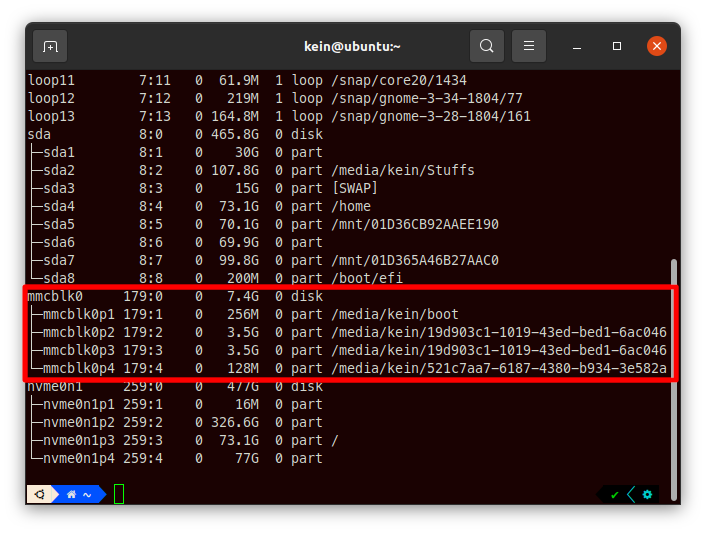 kein@ubuntu:~
loop11 7:11 0 61.9M 1 loop /snap/core20/1434
loop12 7:12 0 219M 1 loop /snap/gnome-3-34-1804/77
loop13 7:13 0 164.8M 1 loop /snap/gnome-3-28-1804/161
sda 8:0 0 465.8G 0 disk
├─sda1 8:1 0 30G 0 part
├─sda2 8:2 0 107.8G 0 part /media/kein/Stuffs
├─sda3 8:3 0 15G 0 part [SWAP]
├─sda4 8:4 0 73.1G 0 part /home
├─sda5 8:5 0 70.1G 0 part /mnt/01D36CB92AAEE190
├─sda6 8:6 0 69.9G 0 part
├─sda7 8:7 0 99.8G 0 part /mnt/01D365A46B27AAC0
└─sda8 8:8 0 200M 0 part /boot/efi
mmcblk0 179:0 0 7.4G 0 disk
├─mmcblk0p1 179:1 0 256M 0 part /media/kein/boot
├─mmcblk0p2 179:2 0 3.5G 0 part /media/kein/19d903c1-1019-43ed-bed1-6ac046
├─mmcblk0p3 179:3 0 3.5G 0 part /media/kein/19d903c1-1019-43ed-bed1-6ac046
└─mmcblk0p4 179:4 0 128M 0 part /media/kein/521c7aa7-6187-4380-b934-3e582a
nvme0n1 259:0 0 477G 0 disk
├─nvme0n1p1 259:1 0 16M 0 part
├─nvme0n1p2 259:2 0 326.6G 0 part
├─nvme0n1p3 259:3 0 73.1G 0 part /
└─nvme0n1p4 259:4 0 77G 0 part
~